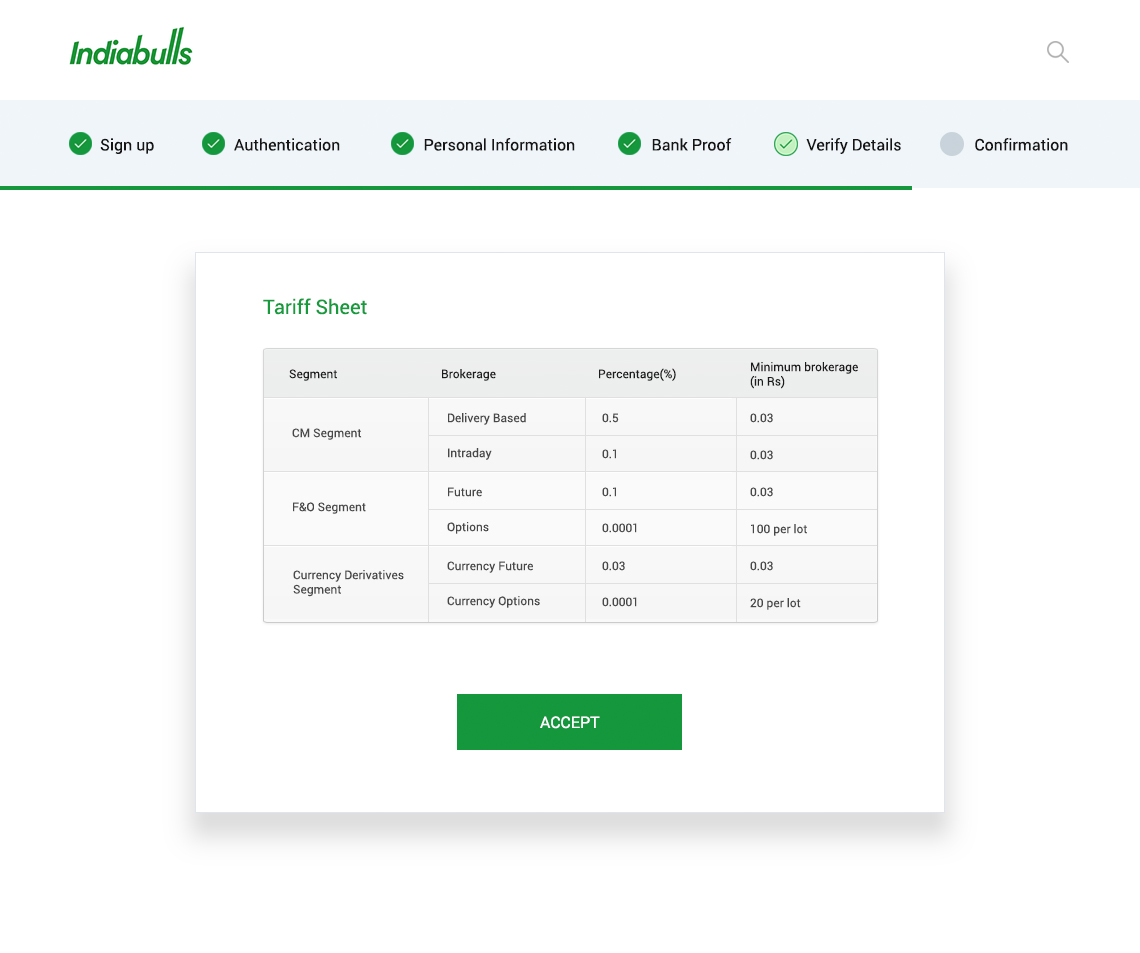 Indiabulls
Sign up
Authentication
Personal Information
Bank Proof
Verify Details
Confirmation
Tariff Sheet
Segment
Brokerage
Percentage(%)
Minimum brokerage
(in Rs)
CM Segment
Delivery Based
0.5
0.03
Intraday
0.1
0.03
F&O Segment
Future
0.1
0.03
Options
0.0001
100 per lot
Currency Derivatives
Segment
Currency Future
0.03
0.03
Currency Options
0.0001
20 per lot
ACCEPT